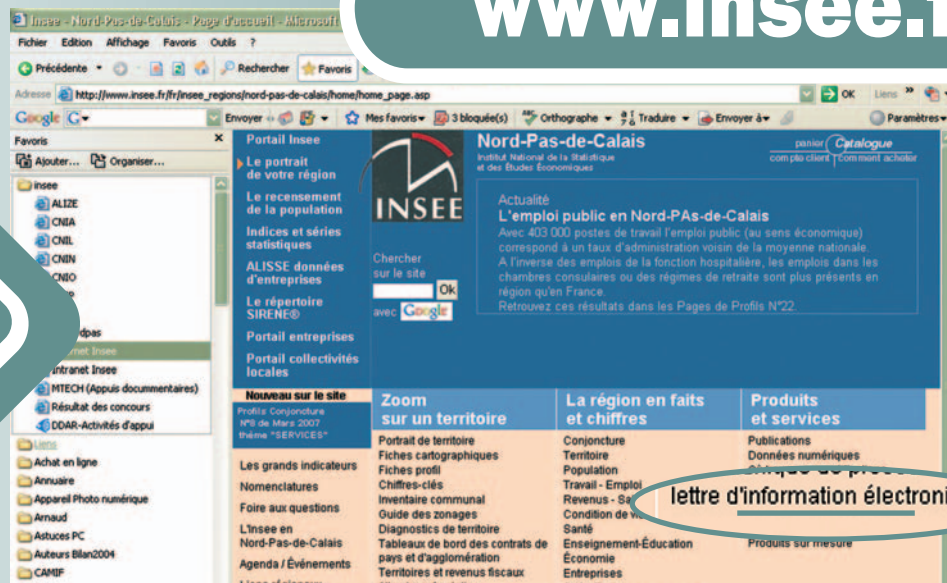 www.insee.f
Insee - Nord-Pas-de-Calais - Page d'accueil - Microsoft
Fichier Edition Affichage Favoris Outils ?
Précédente Rechercher Favoris
Adresse http://www.insee.fr/fr/insee_regions/nord-pas-de-calais/home/home_page.asp OK Liens »
Google G Envoyer Mes favoris 3 bloquée(s) Orthographe Traduire Envoyer à Paramètres
Favoris x
Ajouter... Organiser...
insee
ALIZE
CNIA
CNIL
CNIN
CNIO
dpas
Intranet Insee
MTECH (Appuis docummentaires)
Résultat des concours
DDAR-Activités d'appui
Liens
Achat en ligne
Annuaire
Appareil Photo numérique
Arnaud
Astuces PC
Auteurs Bilan2004
CAMIF
Portail Insee
Le portrait
de votre région
Le recensement
de la population
Indices et séries
statistiques
ALISSE données
d'entreprises
Le répertoire
SIRENE®
Portail entreprises
Portail collectivités
locales
INSEE
Chercher
sur le site
Ok
avec Google
Nord-Pas-de-Calais
Institut National de la Statistique
et des Études Économiques
panier Catalogue
compte client Comment acheter
Actualité
L'emploi public en Nord-PAs-de-Calais
Avec 403 000 postes de travail l'emploi public (au sens économique)
correspond à un taux d'administration voisin de la moyenne nationale.
A l'inverse des emplois de la fonction hospitalière, les emplois dans les
chambres consulaires ou des régimes de retraite sont plus présents en
région qu'en France.
Retrouvez ces résultats dans les Pages de Profils N°22.
Nouveau sur le site
Profils Conjoncture
N°8 de Mars 2007
thème "SERVICES"
Les grands indicateurs
Nomenclatures
Foire aux questions
L'Insee en
Nord-Pas-de-Calais
Agenda / Événements
Zoom
sur un territoire
Portrait de territoire
Fiches cartographiques
Fiches profil
Chiffres-clés
Inventaire communal
Guide des zonages
Diagnostics de territoire
Tableaux de bord des contrats de
pays et d'agglomération
Territoires et revenus fiscaux
La région en faits
et chiffres
Conjoncture
Territoire
Population
Travail - Emploi
Revenus - Sa
Condition de vi
Santé
Enseignement-Éducation
Économie
Entreprises
Produits
et services
Publications
Données numériques
lettre d'information électroni
Produits sur mesure